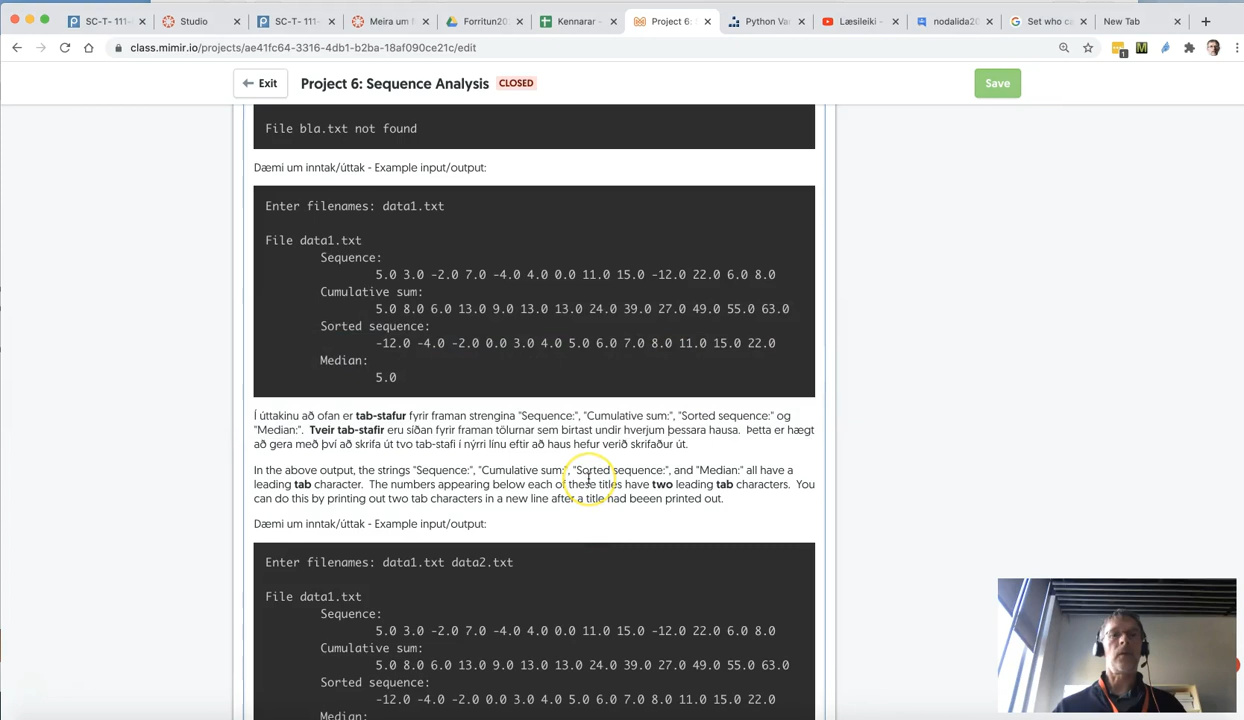 SC-T- 111-
Studio
SC-T- 111-
Meira um l
Forritun20
Kennarar -
Project 6:
Python Va
Læsileiki -
nodalida20
Set who ca
New Tab
class.mimir.io/projects/ae41fc64-3316-4db1-b2ba-18af090ce21c/edit
1
Exit
Project 6: Sequence Analysis CLOSED
Save
File bla.txt not found
Dæmi um inntak/úttak - Example input/output:
Enter filenames: data1.txt
File data1.txt
Sequence:
5.0 3.0 -2.0 7.0 -4.0 4.0 0.0 11.0 15.0 -12.0 22.0 6.0 8.0
Cumulative sum:
5.0 8.0 6.0 13.0 9.0 13.0 13.0 24.0 39.0 27.0 49.0 55.0 63.0
Sorted sequence:
-12.0 -4.0 -2.0 0.0 3.0 4.0 5.0 6.0 7.0 8.0 11.0 15.0 22.0
Median:
5.0
Í úttakinu að ofan er tab-stafur fyrir framan strengina "Sequence:", "Cumulative sum:", "Sorted sequence:" og
"Median:". Tveir tab-stafir eru síðan fyrir framan tölurnar sem birtast undir hverjum þessara hausa. Þetta er hægt
að gera með því að skrifa út tvo tab-stafi í nýrri línu eftir að haus hefur verið skrifaður út.
In the above output, the strings "Sequence:", "Cumulative sum:", "Sorted sequence:", and "Median:" all have a
leading tab character. The numbers appearing below each of these titles have two leading tab characters. You
can do this by printing out two tab characters in a new line after a title had beeen printed out.
Dæmi um inntak/úttak - Example input/output:
Enter filenames: data1.txt data2.txt
File data1.txt
Sequence:
5.0 3.0 -2.0 7.0 -4.0 4.0 0.0 11.0 15.0 -12.0 22.0 6.0 8.0
Cumulative sum:
5.0 8.0 6.0 13.0 9.0 13.0 13.0 24.0 39.0 27.0 49.0 55.0 63.0
Sorted sequence:
-12.0 -4.0 -2.0 0.0 3.0 4.0 5.0 6.0 7.0 8.0 11.0 15.0 22.0
Median: